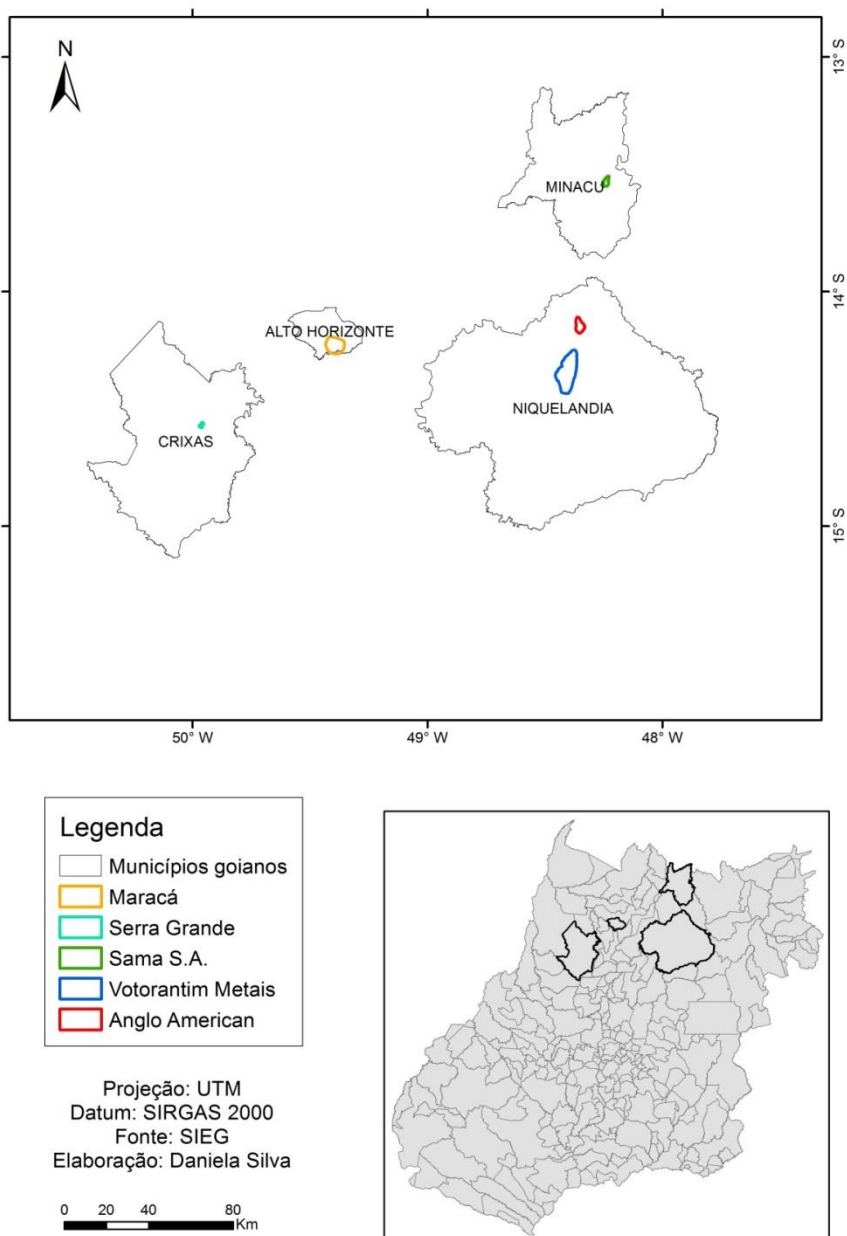 N
13° S
MINACU
14° S
ALTO HORIZONTE
NIQUELANDIA
CRIXAS
15° S
50° W
49° W
48° W
Legenda
Municípios goianos
Maracá
Serra Grande
Sama S.A.
Votorantim Metais
Anglo American
Projeção: UTM
Datum: SIRGAS 2000
Fonte: SIEG
Elaboração: Daniela Silva
0 20 40 80
Km